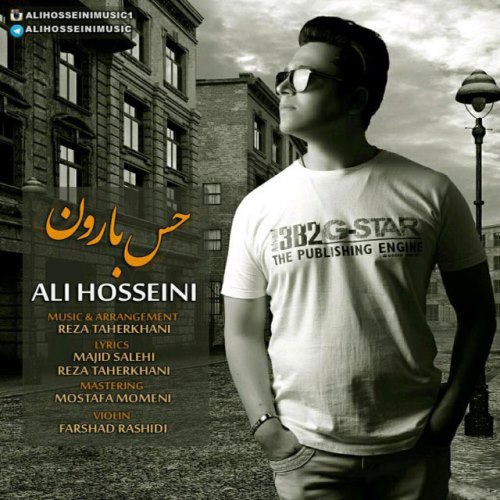 ALIHOSSEINIMUSIC1
ALIHOSSEINIMUSIC
حس بارون
ALI HOSSEINI
MUSIC & ARRANGEMENT
REZA TAHERKHANI
LYRICS
MAJID SALEHI
REZA TAHERKHANI
MASTERING
MOSTAFA MOMENI
VIOLIN
FARSHAD RASHIDI
3B2 G-STAR
THE PUBLISHING ENGINE